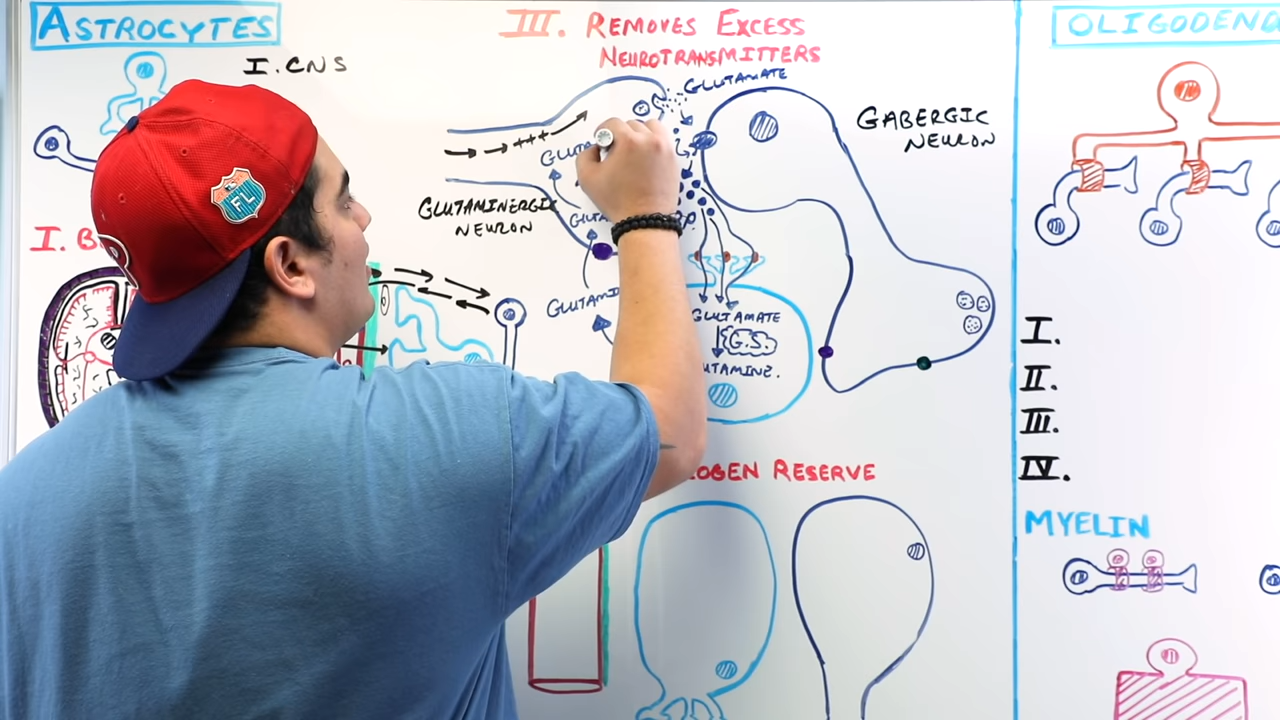 ASTROCYTES
I. CNS
III. REMOVES EXCESS
NEUROTRANSMITTERS
GLUTAMATE
GABERGIC
NEURON
GLUTAMINERGIC
NEURON
I.
FL
GLUTAMATE
G.S.
REserve
OLIGODEND
I.
II.
III.
IV.
MYELIN